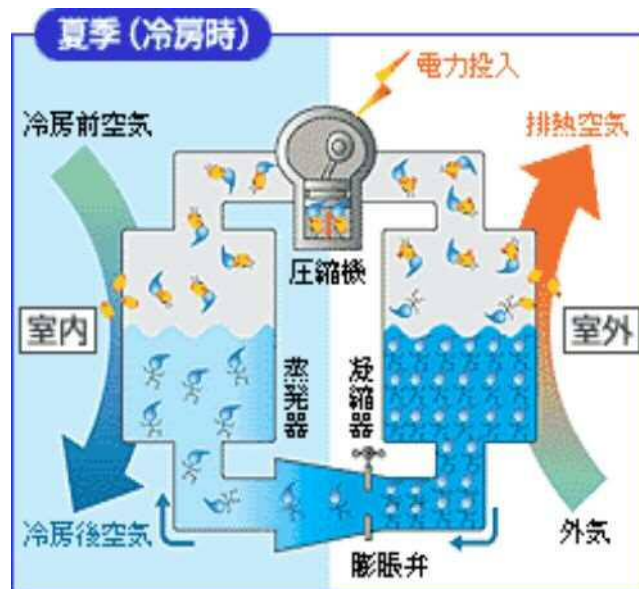 夏季(冷房時)
電力投入
冷房前空気
排熱空気
圧縮機
室内
室外
蒸発器
凝縮器
冷房後空気
膨脹弁
外気